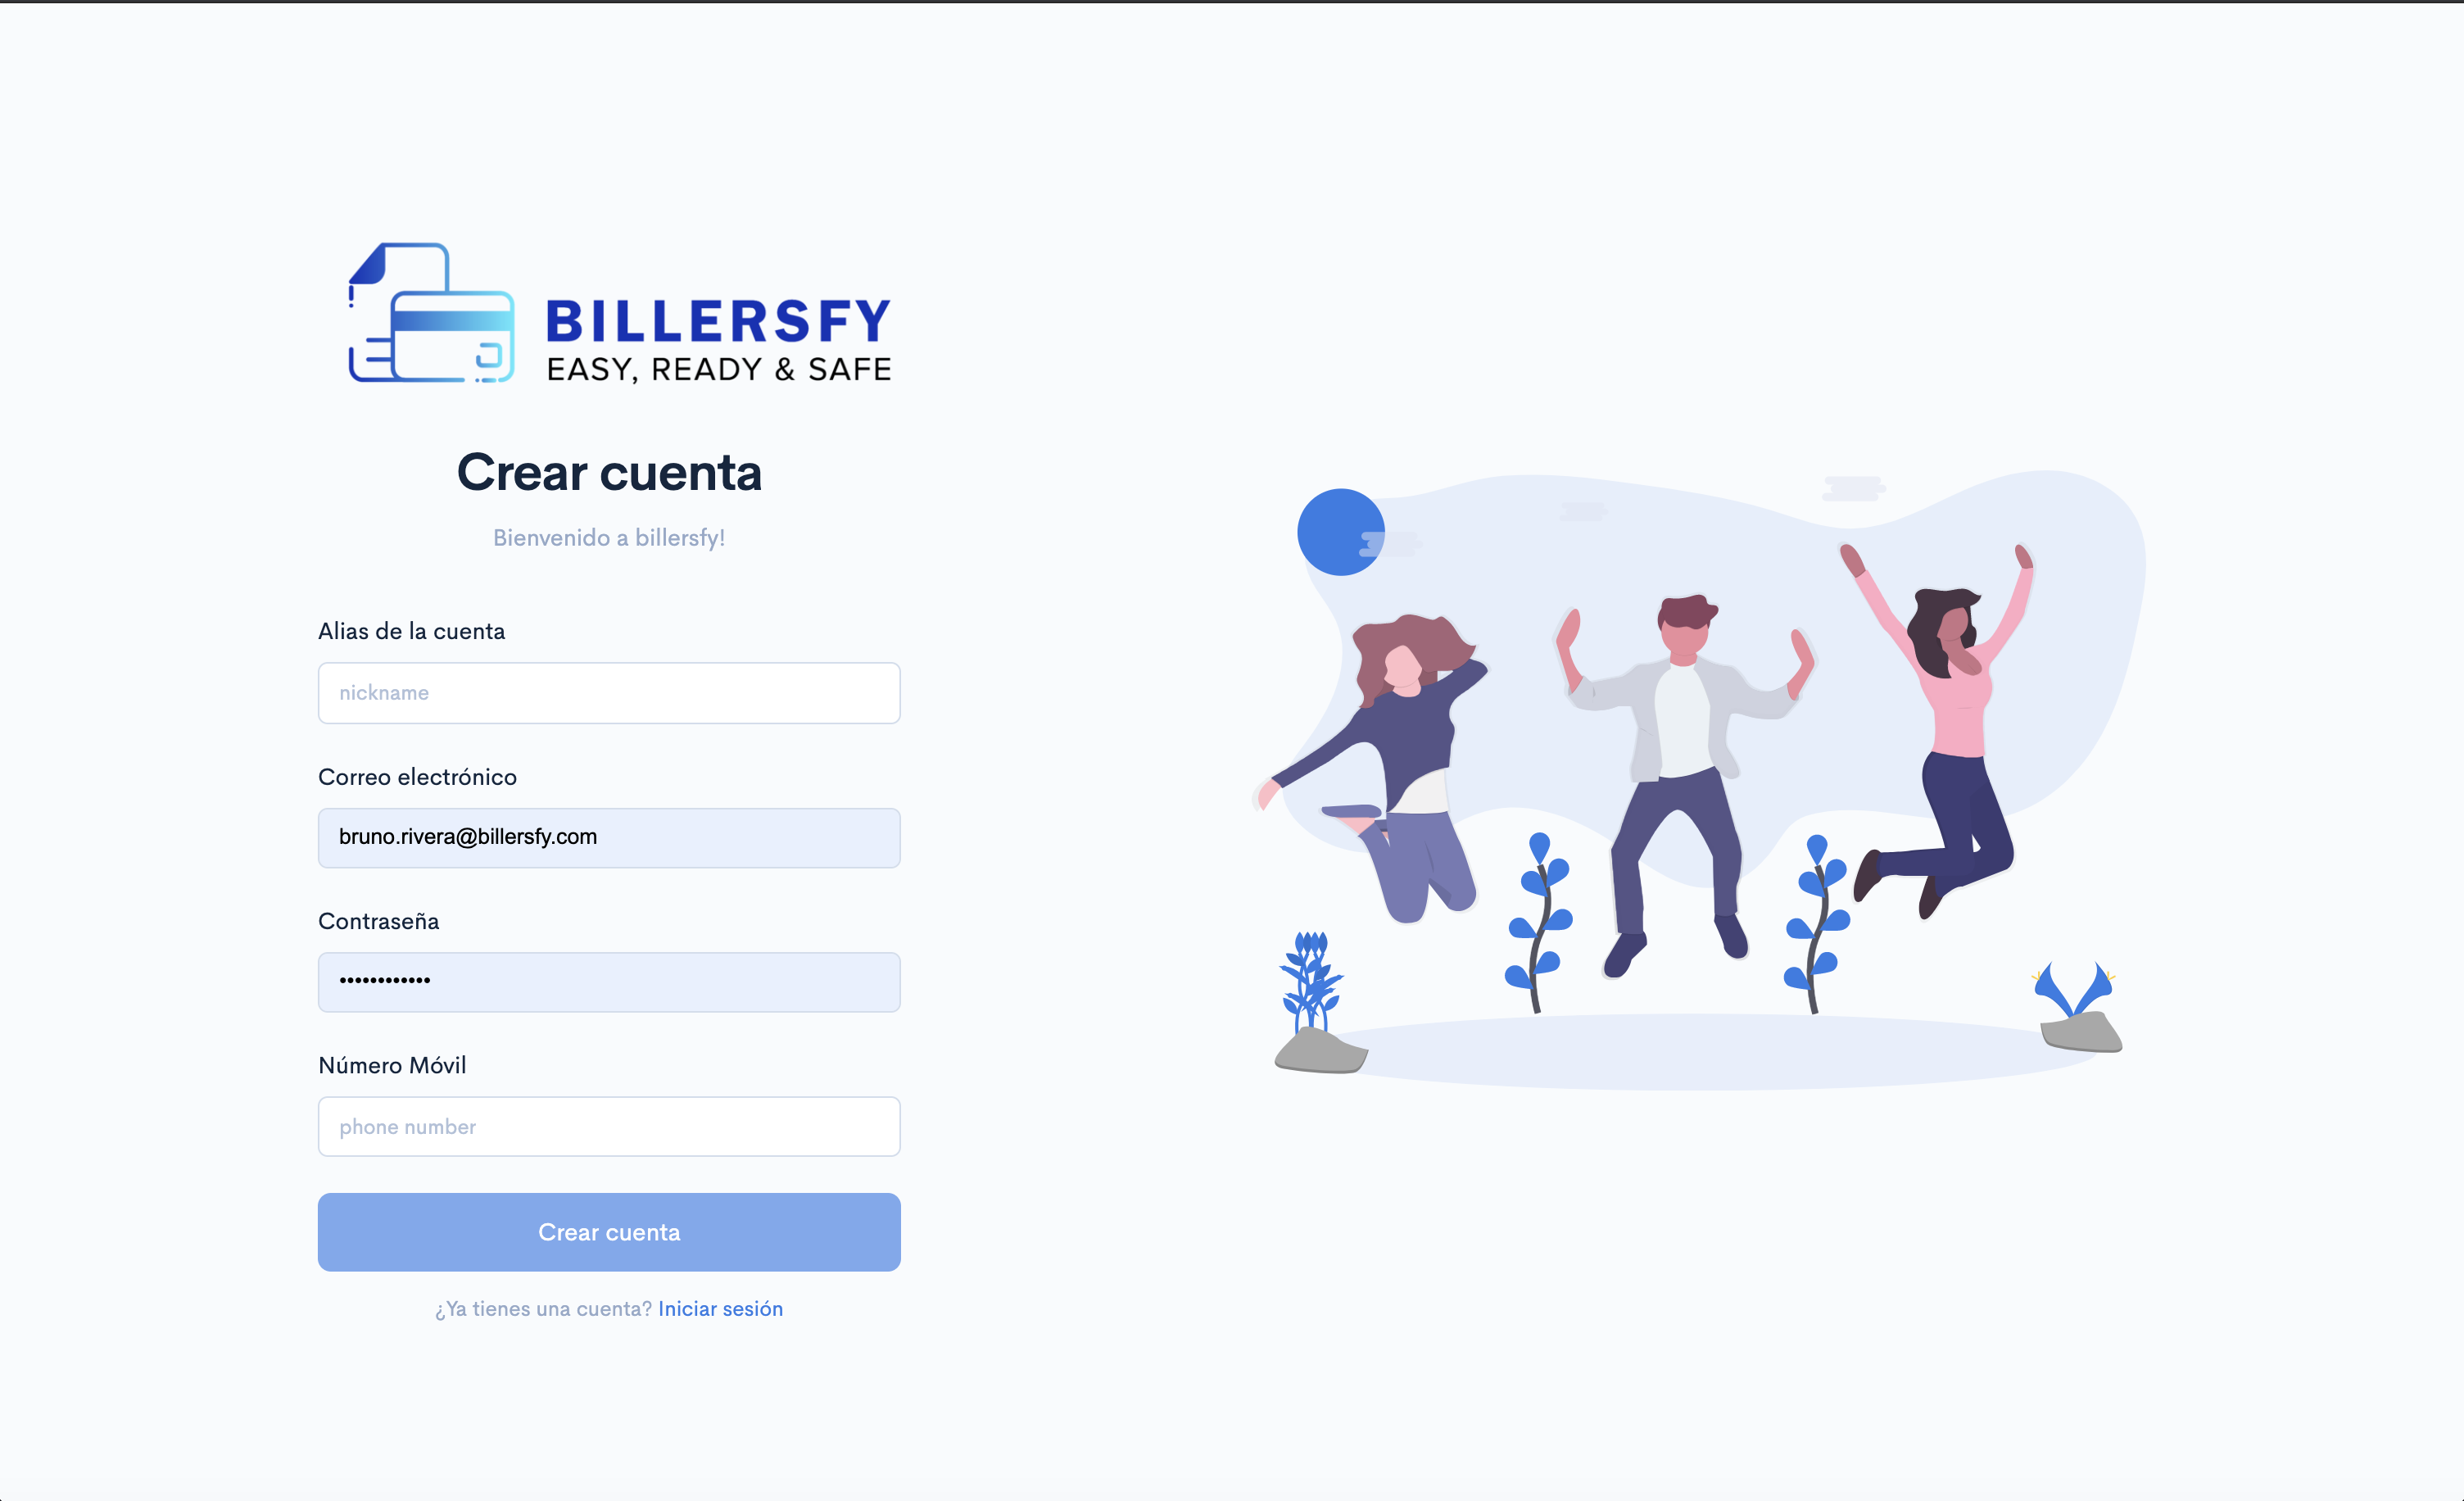 BILLERSFY
EASY, READY & SAFE
Crear cuenta
Bienvenido a billersfy!
Alias de la cuenta
nickname
Correo electrónico
bruno.rivera@billersfy.com
Contraseña
••••••••••••
Número Móvil
phone number
Crear cuenta
¿Ya tienes una cuenta? Iniciar sesión